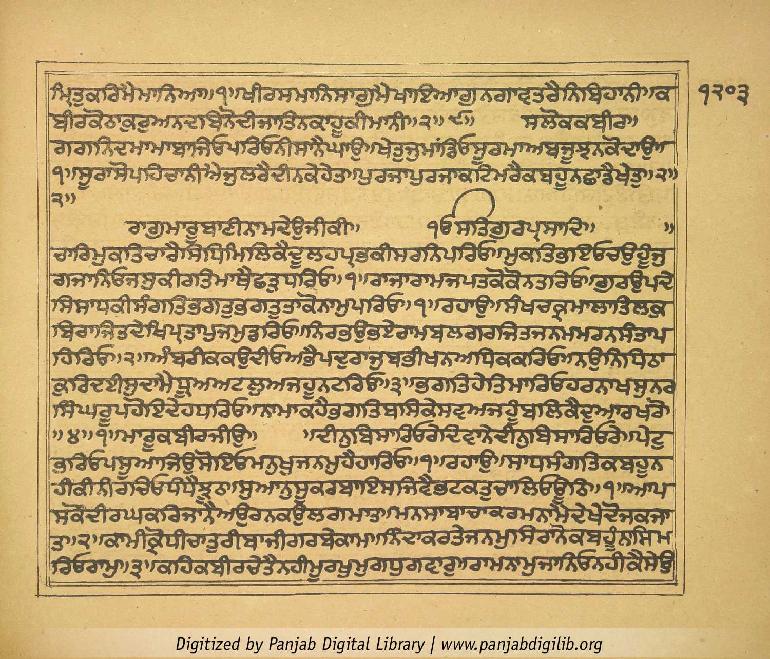 ਮਿਤੁਕਰਿਮੈਮਾਨਿਆ॥੧॥ਖੀਰਸਮਾਨਿਸਾਗੁਮੈਖਾਇਆਗੁਨਗਾਵਤਰੈਨਿਬਿਹਾਨੀ॥ਕ
ਬੀਰਕੋਠਾਕੁਰੁਅਨਦਬਿਨੋਦੀਜਾਤਿਨਕਾਹੂਕੀਮਾਨੀ॥੨॥੯॥ ਸਲੋਕਕਬੀਰ॥
ਗਗਨਿਦਮਾਮਾਬਾਜਿਓਪਰਿਓਨੀਸਾਨੈਘਾਉ॥ਖੇਤੁਜੁਮਾਂਡਿਓਸੂਰਮਾਅਬਜੂਝਨਕੋਦਾਉ॥
੧॥ਸੂਰਾਸੋਪਹਿਚਾਨੀਐਜੁਲਰੈਦੀਨਕੇਹੇਤ॥ਪੁਰਜਾਪੁਰਜਾਕਟਿਮਰੈਕਬਹੂਨਛਾਡੈਖੇਤੁ॥੨॥
੨॥
ਰਾਗੁਮਾਰੂਬਾਣੀਨਾਮਦੇਉਜੀਕੀ॥ ੧ਓਸਤਿਗੁਰਪ੍ਰਸਾਦਿ॥ ॥
ਚਾਰਿਮੁਕਤਿਚਾਰੈਸਿਧਿਮਿਲਿਕੈਦੂਲਹਪ੍ਰਭਕੀਸਰਨਿਪਰਿਓ॥ਮੁਕਤਿਭਇਓਚਉਹੂੰਜੁ
ਗਜਾਨਿਓਜਸੁਕੀਰਤਿਮਾਥੈਛਤ੍ਰੁਧਰਿਓ॥੧॥ਰਾਜਾਰਾਮਜਪਤਕੋਕੋਨਤਰਿਓ॥ਗੁਰਉਪਦੇ
ਸਿਸਾਧਕੀਸੰਗਤਿਭਗਤੁਭਗਤੁਤਾਕੋਨਾਮੁਪਰਿਓ॥੧॥ਰਹਾਉ॥ਸੰਖਚਕ੍ਰਮਾਲਾਤਿਲਕੁ
ਬਿਰਾਜਿਤਦੇਖਿਪ੍ਰਤਾਪੁਜਮੁਡਰਿਓ॥ਨਿਰਭਉਭਏਰਾਮਬਲਗਰਜਿਤਜਨਮਮਰਨਸੰਤਾਪ
ਹਿਰਿਓ॥੨॥ਅੰਬਰੀਕਕਉਦੀਓਅਭੈਪਦੁਰਾਜੁਬਭੀਖਨਅਧਿਕਕਰਿਓ॥ਨਉਨਿਧਿਠਾ
ਕੁਰਿਦਈਸੁਦਾਮੈਧ੍ਰੂਅਅਟਲੁਅਜਹੂਨਟਰਿਓ॥੩॥ਭਗਤਿਹੇਤਿਮਾਰਿਓਹਰਨਾਖਸੁਨਰ
ਸਿੰਘਰੂਪਹੋਇਦੇਹਧਰਿਓ॥ਨਾਮਾਕਹੈਭਗਤਿਬਸਿਕੇਸਵਅਜਹੂੰਬਲਿਕੇਦੁਆਰਖਰੋ
॥੪॥੧॥ਮਾਰੂਕਬੀਰਜੀਉ॥ ॥ਦੀਨੁਬਿਸਾਰਿਓਰੇਦਿਵਾਨੇਦੀਨੁਬਿਸਾਰਿਓਰੇ॥ਪੇਟੁ
ਭਰਿਓਪਸੂਆਜਿਉਸੋਇਓਮਨੁਖੁਜਨਮੁਹੈਹਾਰਿਓ॥੧॥ਰਹਾਉ॥ਸਾਧਸੰਗਤਿਕਬਹੂਨ
ਹੀਕੀਨੀਰਚਿਓਧੰਧੈਝੂਠ॥ਸੁਆਨਸੂਕਰਬਾਇਸਜਿਵੈਭਟਕਤੁਚਾਲਿਓਊਠਿ॥੧॥ਆਪ
ਸਕੋਦੀਰਘਕਰਿਜਾਨੈਅਉਰਨਕਉਲਗਮਾਤ॥ਮਨਸਾਬਾਚਾਕਰਮਨਾਮੈਦੇਖੇਦੋਜਕਜਾ
ਤ॥੨॥ਕਾਮੀਕ੍ਰੋਧੀਚਾਤੁਰੀਬਾਜੀਗਰਬੇਕਾਮ॥ਨਿੰਦਾਕਰਤੇਜਨਮੁਸਿਰਾਨੋਕਬਹੂੰਨਸਿਮ
ਰਿਓਰਾਮੁ॥੩॥ਕਹਿਕਬੀਰਚੇਤੈਨਹੀਮੂਰਖੁਮੁਗਧੁਗਵਾਰੁ॥ਰਾਮਨਾਮੁਜਾਨਿਓਨਹੀਕੈਸੇਉ
੧੨੦੩
Digitized by Panjab Digital Library | www.panjabdigilib.org